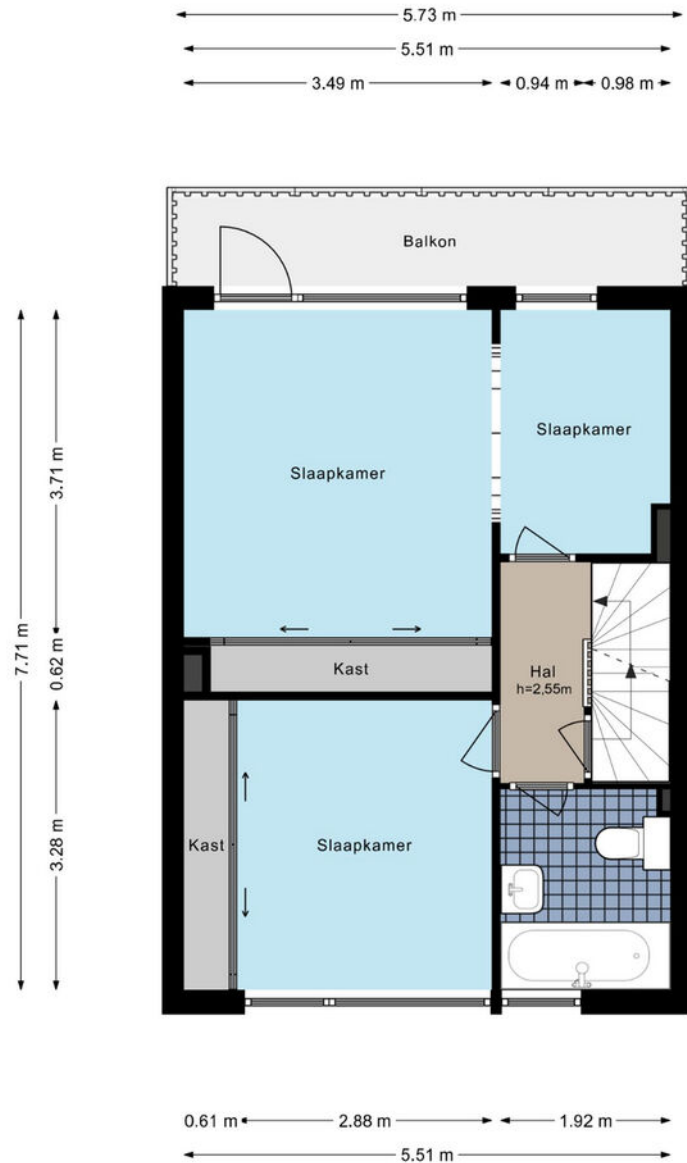 5.73 m
5.51 m
3.49 m
0.94 m
0.98 m
Balkon
Slaapkamer
Slaapkamer
3.71 m
7.71 m
0.62 m
3.28 m
Kast
Hal
h=2,55m
Kast
Slaapkamer
0.61 m
2.88 m
1.92 m
5.51 m